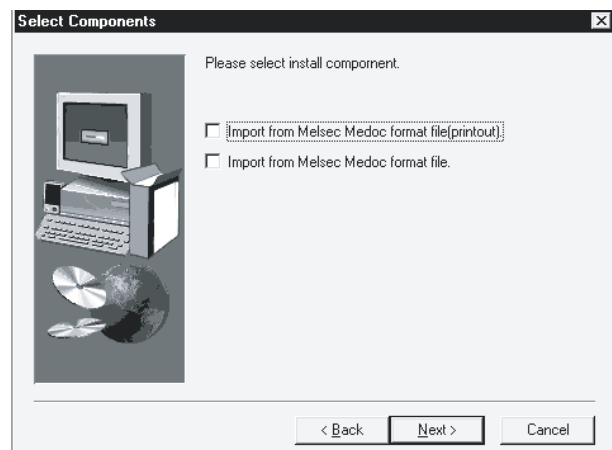 Select Components
Please select install compornent.
Import from Melsec Medoc format file(printout).
Import from Melsec Medoc format file.
< Back
Next >
Cancel